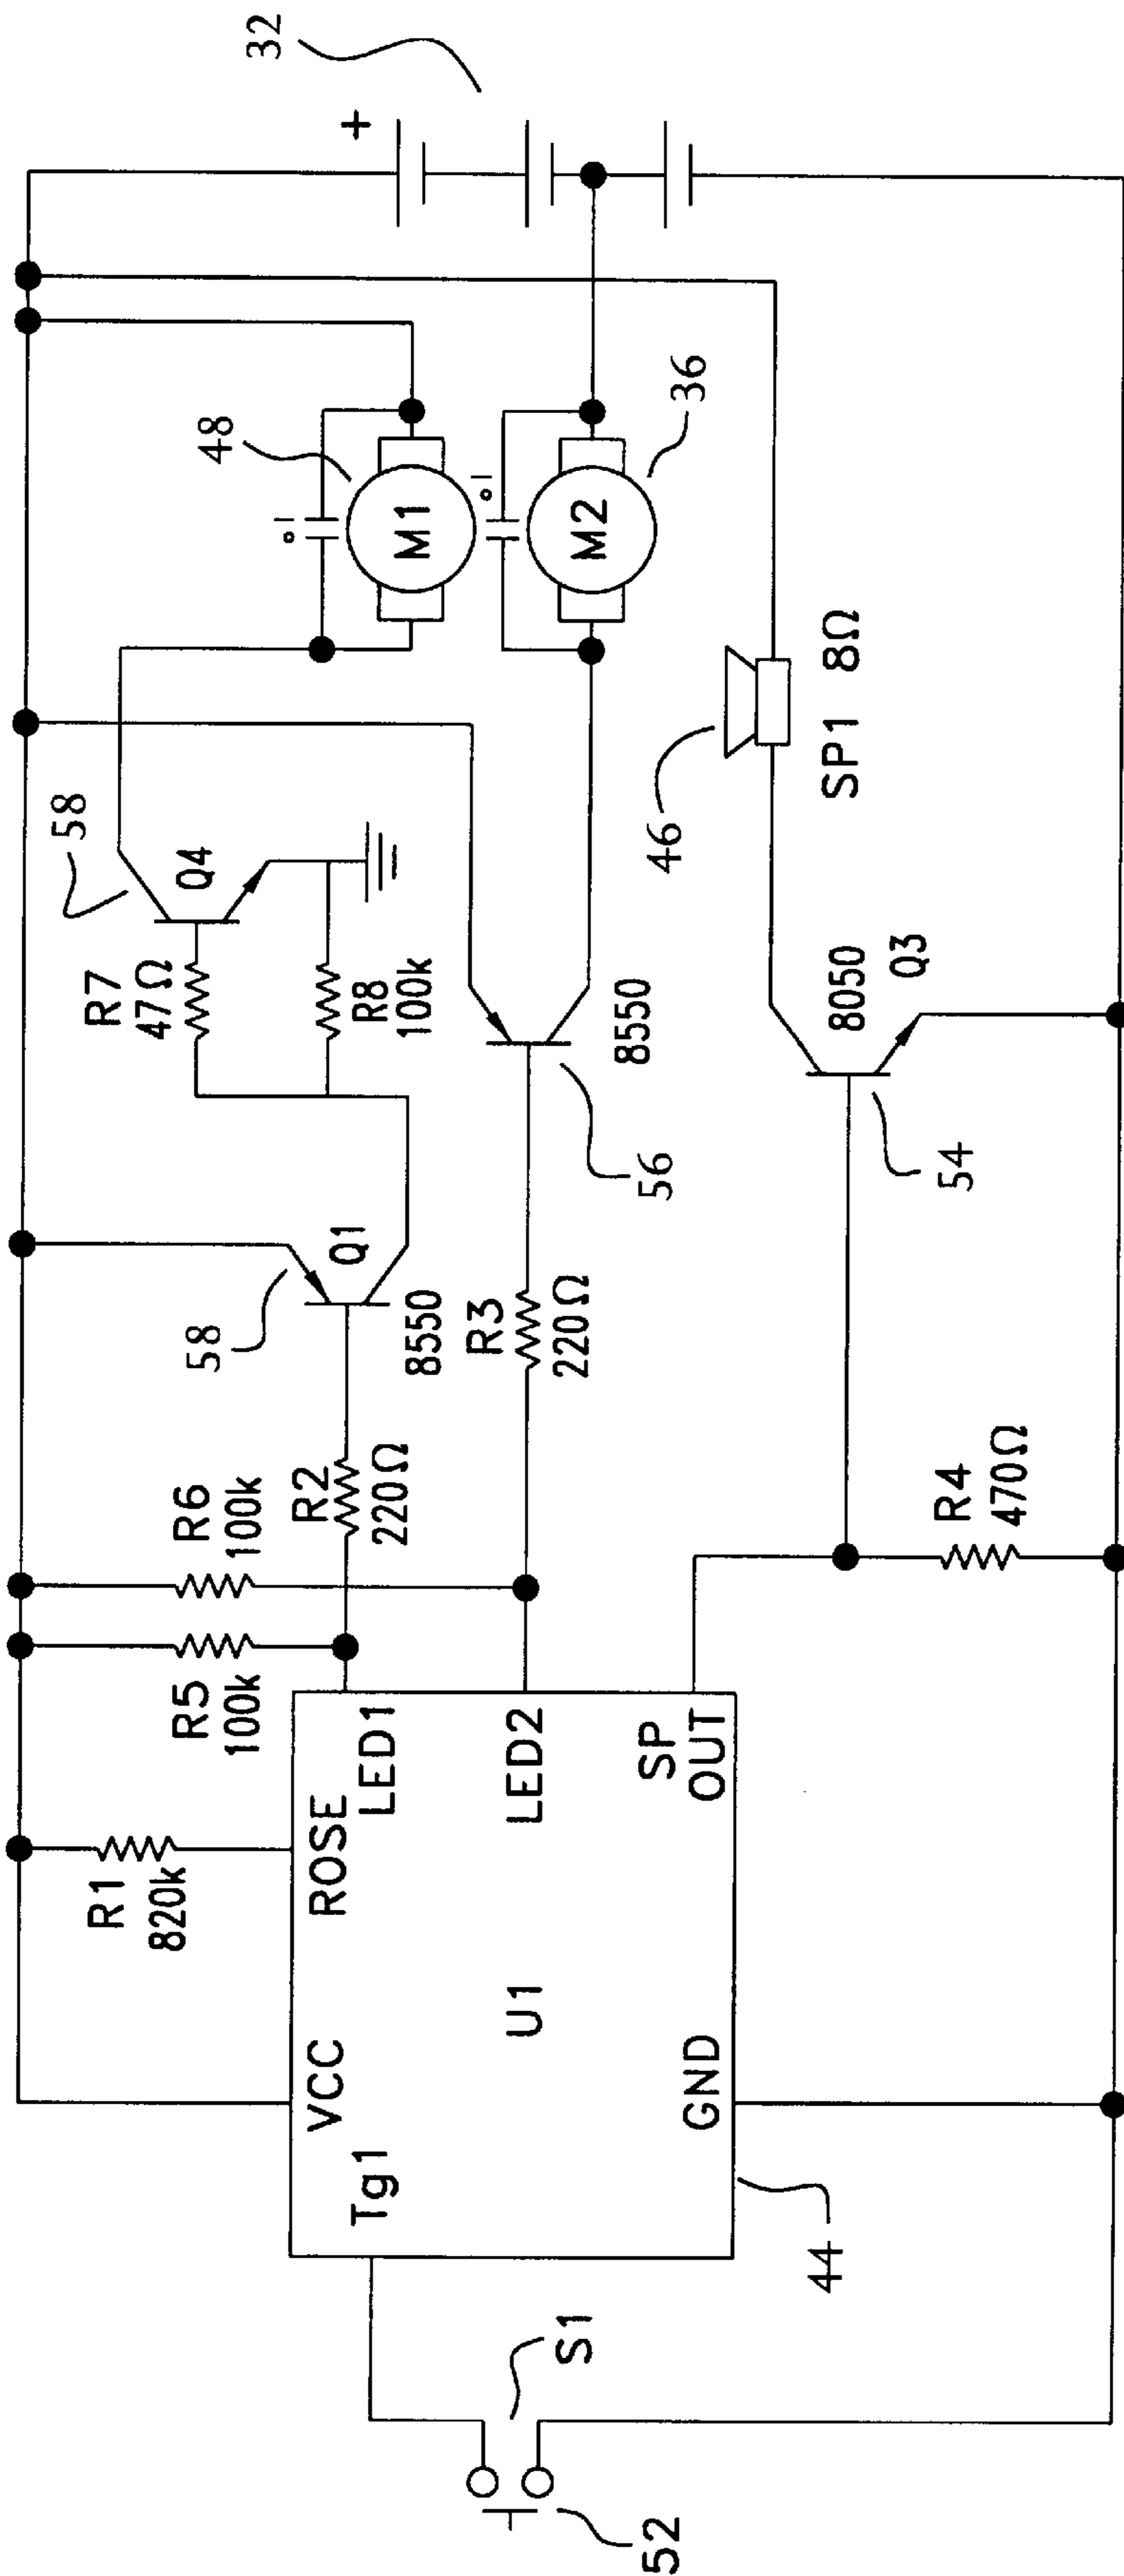 52
S1
44
Tg1
VCC
GND
U1
ROSE
LED1
LED2
SP
OUT
R1
820k
R5
100k
R6
100k
R2
220Ω
R3
220Ω
R4
470Ω
58
Q1
8550
R7
47Ω
R8
100k
58
Q4
56
8550
54
8050
Q3
46
SP1 8Ω
48
M1
.1
M2
.1
36
+
32